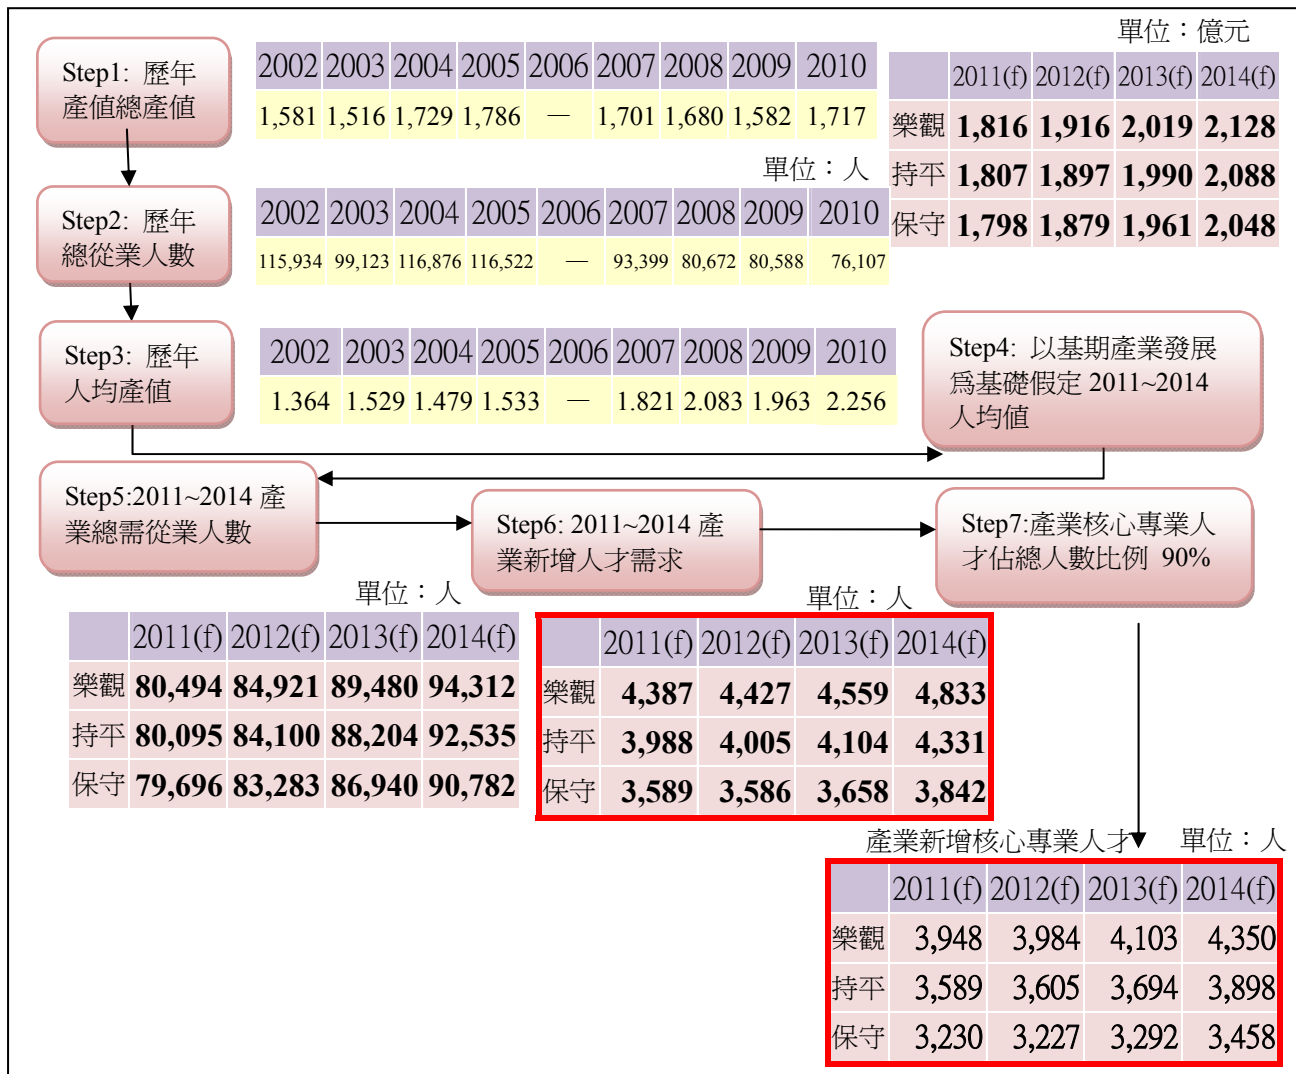 單位：億元
Step1: 歷年
產值總產值
2002 2003 2004 2005 2006 2007 2008 2009 2010
1,581 1,516 1,729 1,786 — 1,701 1,680 1,582 1,717
2011(f) 2012(f) 2013(f) 2014(f)
樂觀 1,816 1,916 2,019 2,128
持平 1,807 1,897 1,990 2,088
保守 1,798 1,879 1,961 2,048
單位：人
Step2: 歷年
總從業人數
2002 2003 2004 2005 2006 2007 2008 2009 2010
115,934 99,123 116,876 116,522 — 93,399 80,672 80,588 76,107
Step3: 歷年
人均產值
2002 2003 2004 2005 2006 2007 2008 2009 2010
1.364 1.529 1.479 1.533 — 1.821 2.083 1.963 2.256
Step4: 以基期產業發展
為基礎假定 2011~2014
人均值
Step5:2011~2014 產
業總需從業人數
Step6: 2011~2014 產
業新增人才需求
Step7:產業核心專業人
才佔總人數比例 90%
單位：人
2011(f) 2012(f) 2013(f) 2014(f)
樂觀 80,494 84,921 89,480 94,312
持平 80,095 84,100 88,204 92,535
保守 79,696 83,283 86,940 90,782
單位：人
2011(f) 2012(f) 2013(f) 2014(f)
樂觀 4,387 4,427 4,559 4,833
持平 3,988 4,005 4,104 4,331
保守 3,589 3,586 3,658 3,842
產業新增核心專業人才 單位：人
2011(f) 2012(f) 2013(f) 2014(f)
樂觀 3,948 3,984 4,103 4,350
持平 3,589 3,605 3,694 3,898
保守 3,230 3,227 3,292 3,458